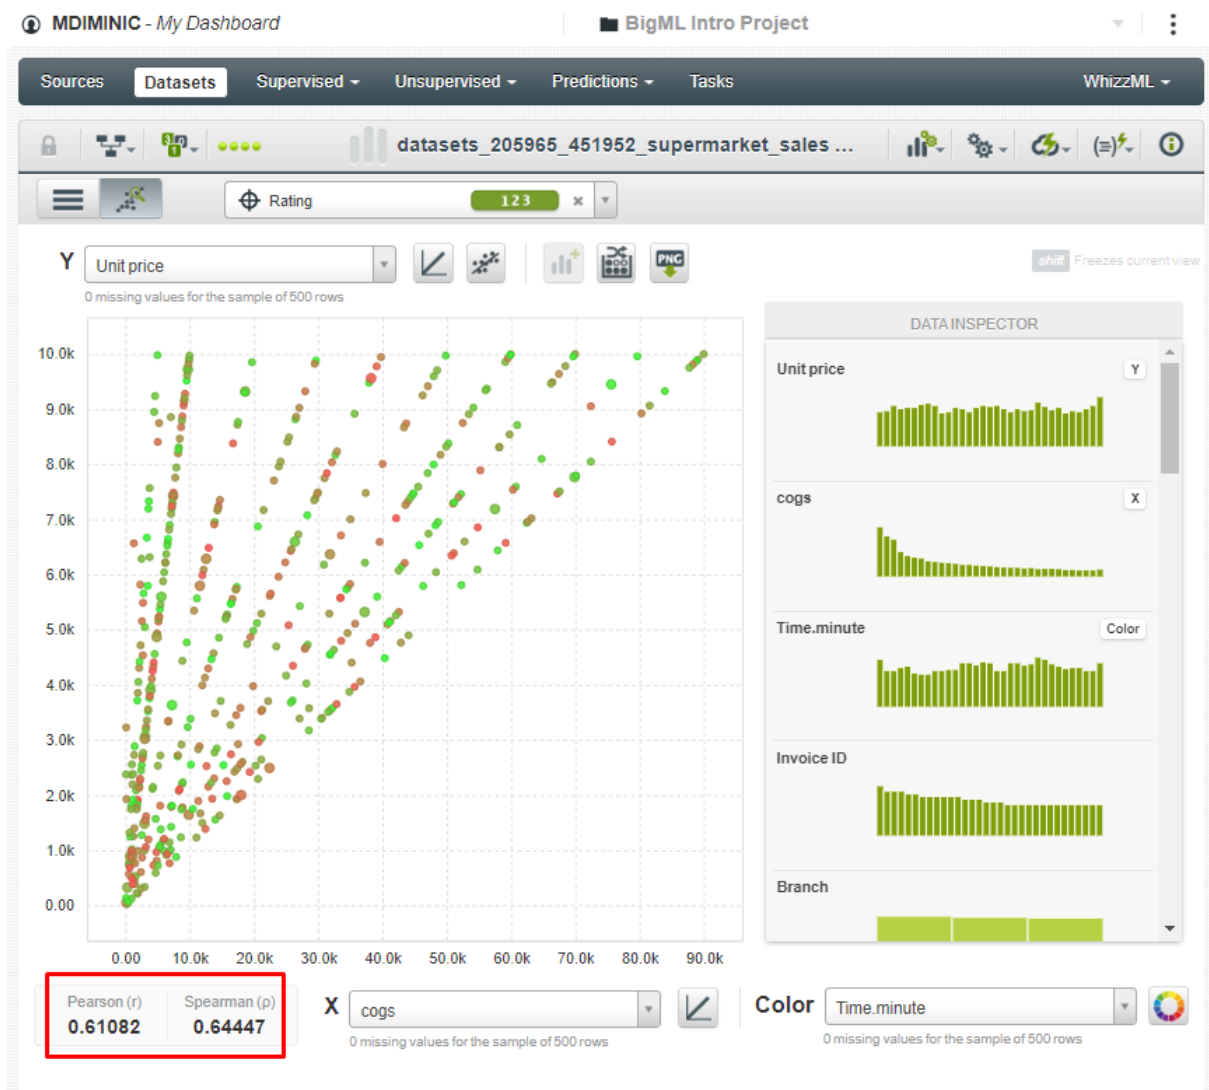 MDIMINIC - My Dashboard
BigML Intro Project
Sources Datasets Supervised Unsupervised Predictions Tasks WhizzML
datasets_205965_451952_supermarket_sales ...
Rating 123 ×
Y Unit price PNG
shift Freezes current view
0 missing values for the sample of 500 rows
DATA INSPECTOR
Unit price Y
cogs X
Time.minute Color
Invoice ID
Branch
10.0k
9.0k
8.0k
7.0k
6.0k
5.0k
4.0k
3.0k
2.0k
1.0k
0.00
0.00 10.0k 20.0k 30.0k 40.0k 50.0k 60.0k 70.0k 80.0k 90.0k
Pearson (r) Spearman (ρ)
0.61082 0.64447
X cogs
0 missing values for the sample of 500 rows
Color Time.minute
0 missing values for the sample of 500 rows